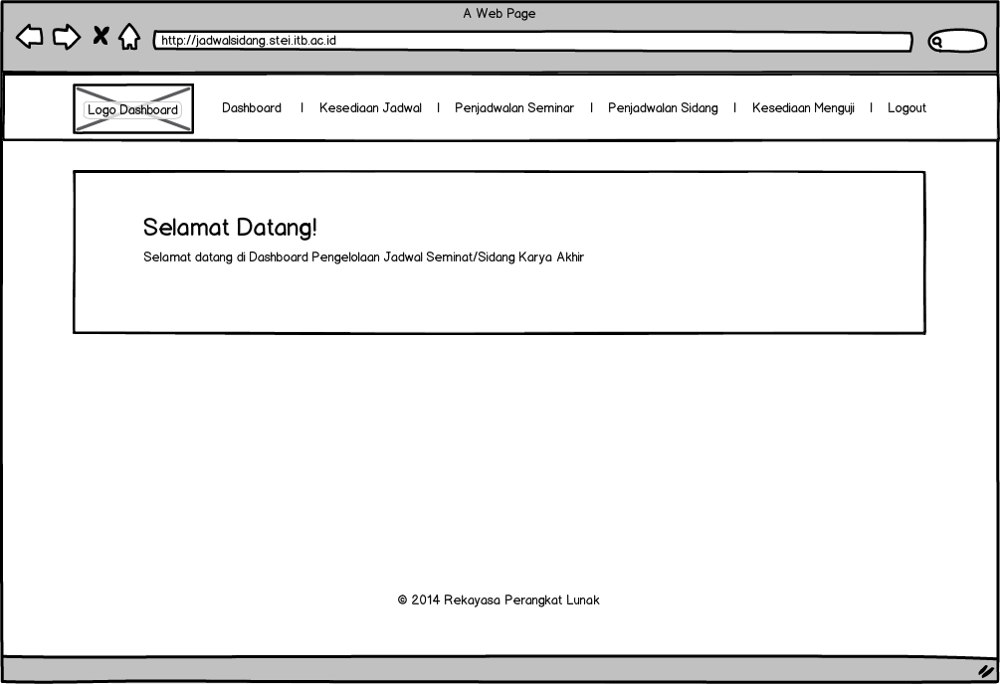 A Web Page
http://jadwalsidang.stei.itb.ac.id
Logo Dashboard
Dashboard | Kesediaan Jadwal | Penjadwalan Seminar | Penjadwalan Sidang | Kesediaan Menguji | Logout
Selamat Datang!
Selamat datang di Dashboard Pengelolaan Jadwal Seminat/Sidang Karya Akhir
© 2014 Rekayasa Perangkat Lunak